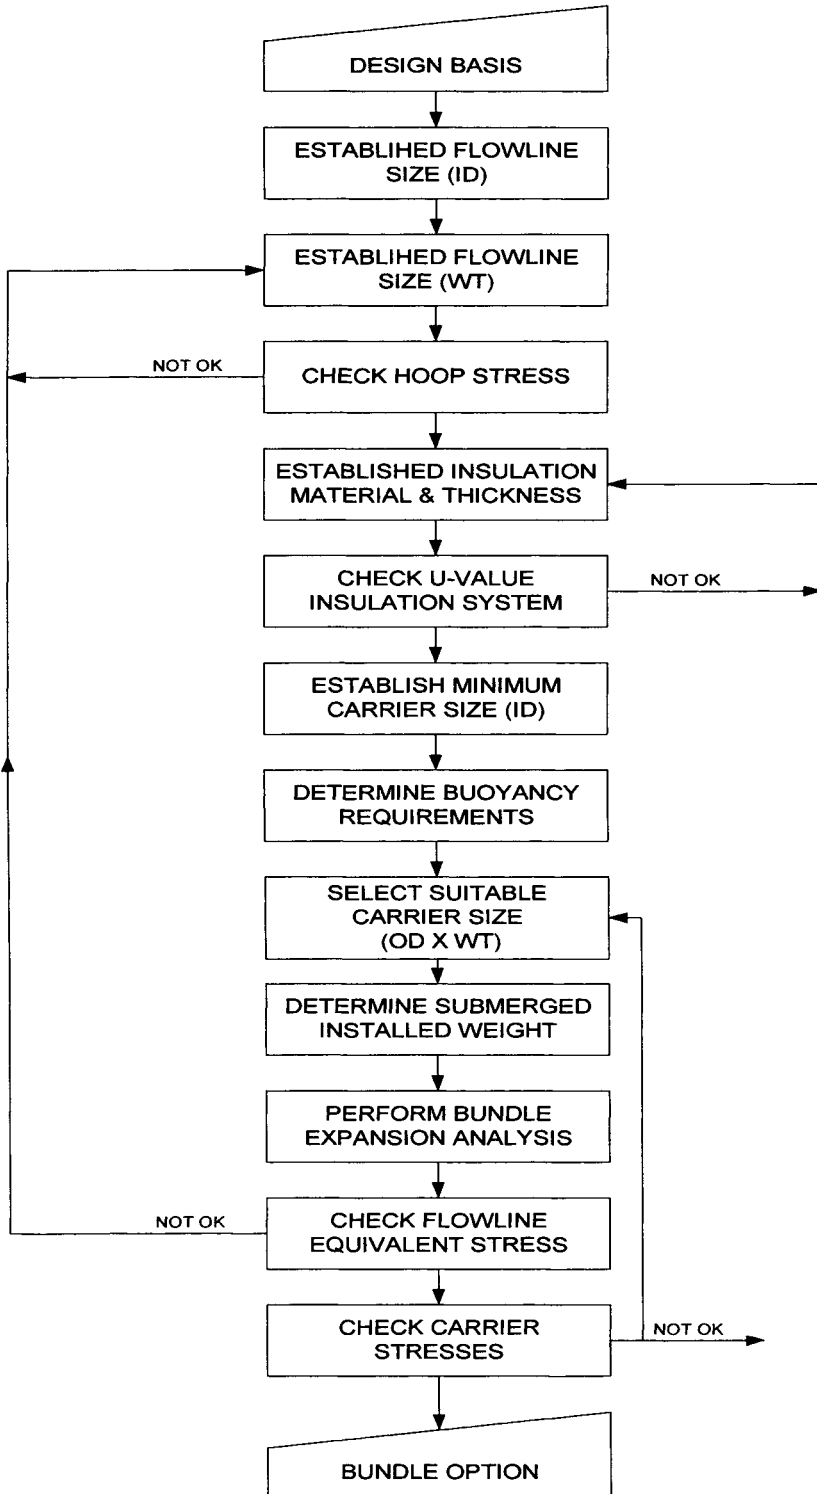 DESIGN BASIS
ESTABLIHED FLOWLINE
SIZE (ID)
ESTABLIHED FLOWLINE
SIZE (WT)
NOT OK
CHECK HOOP STRESS
ESTABLISHED INSULATION
MATERIAL & THICKNESS
CHECK U-VALUE
INSULATION SYSTEM
NOT OK
ESTABLISH MINIMUM
CARRIER SIZE (ID)
DETERMINE BUOYANCY
REQUIREMENTS
SELECT SUITABLE
CARRIER SIZE
(OD X WT)
DETERMINE SUBMERGED
INSTALLED WEIGHT
PERFORM BUNDLE
EXPANSION ANALYSIS
NOT OK
CHECK FLOWLINE
EQUIVALENT STRESS
CHECK CARRIER
STRESSES
NOT OK
BUNDLE OPTION